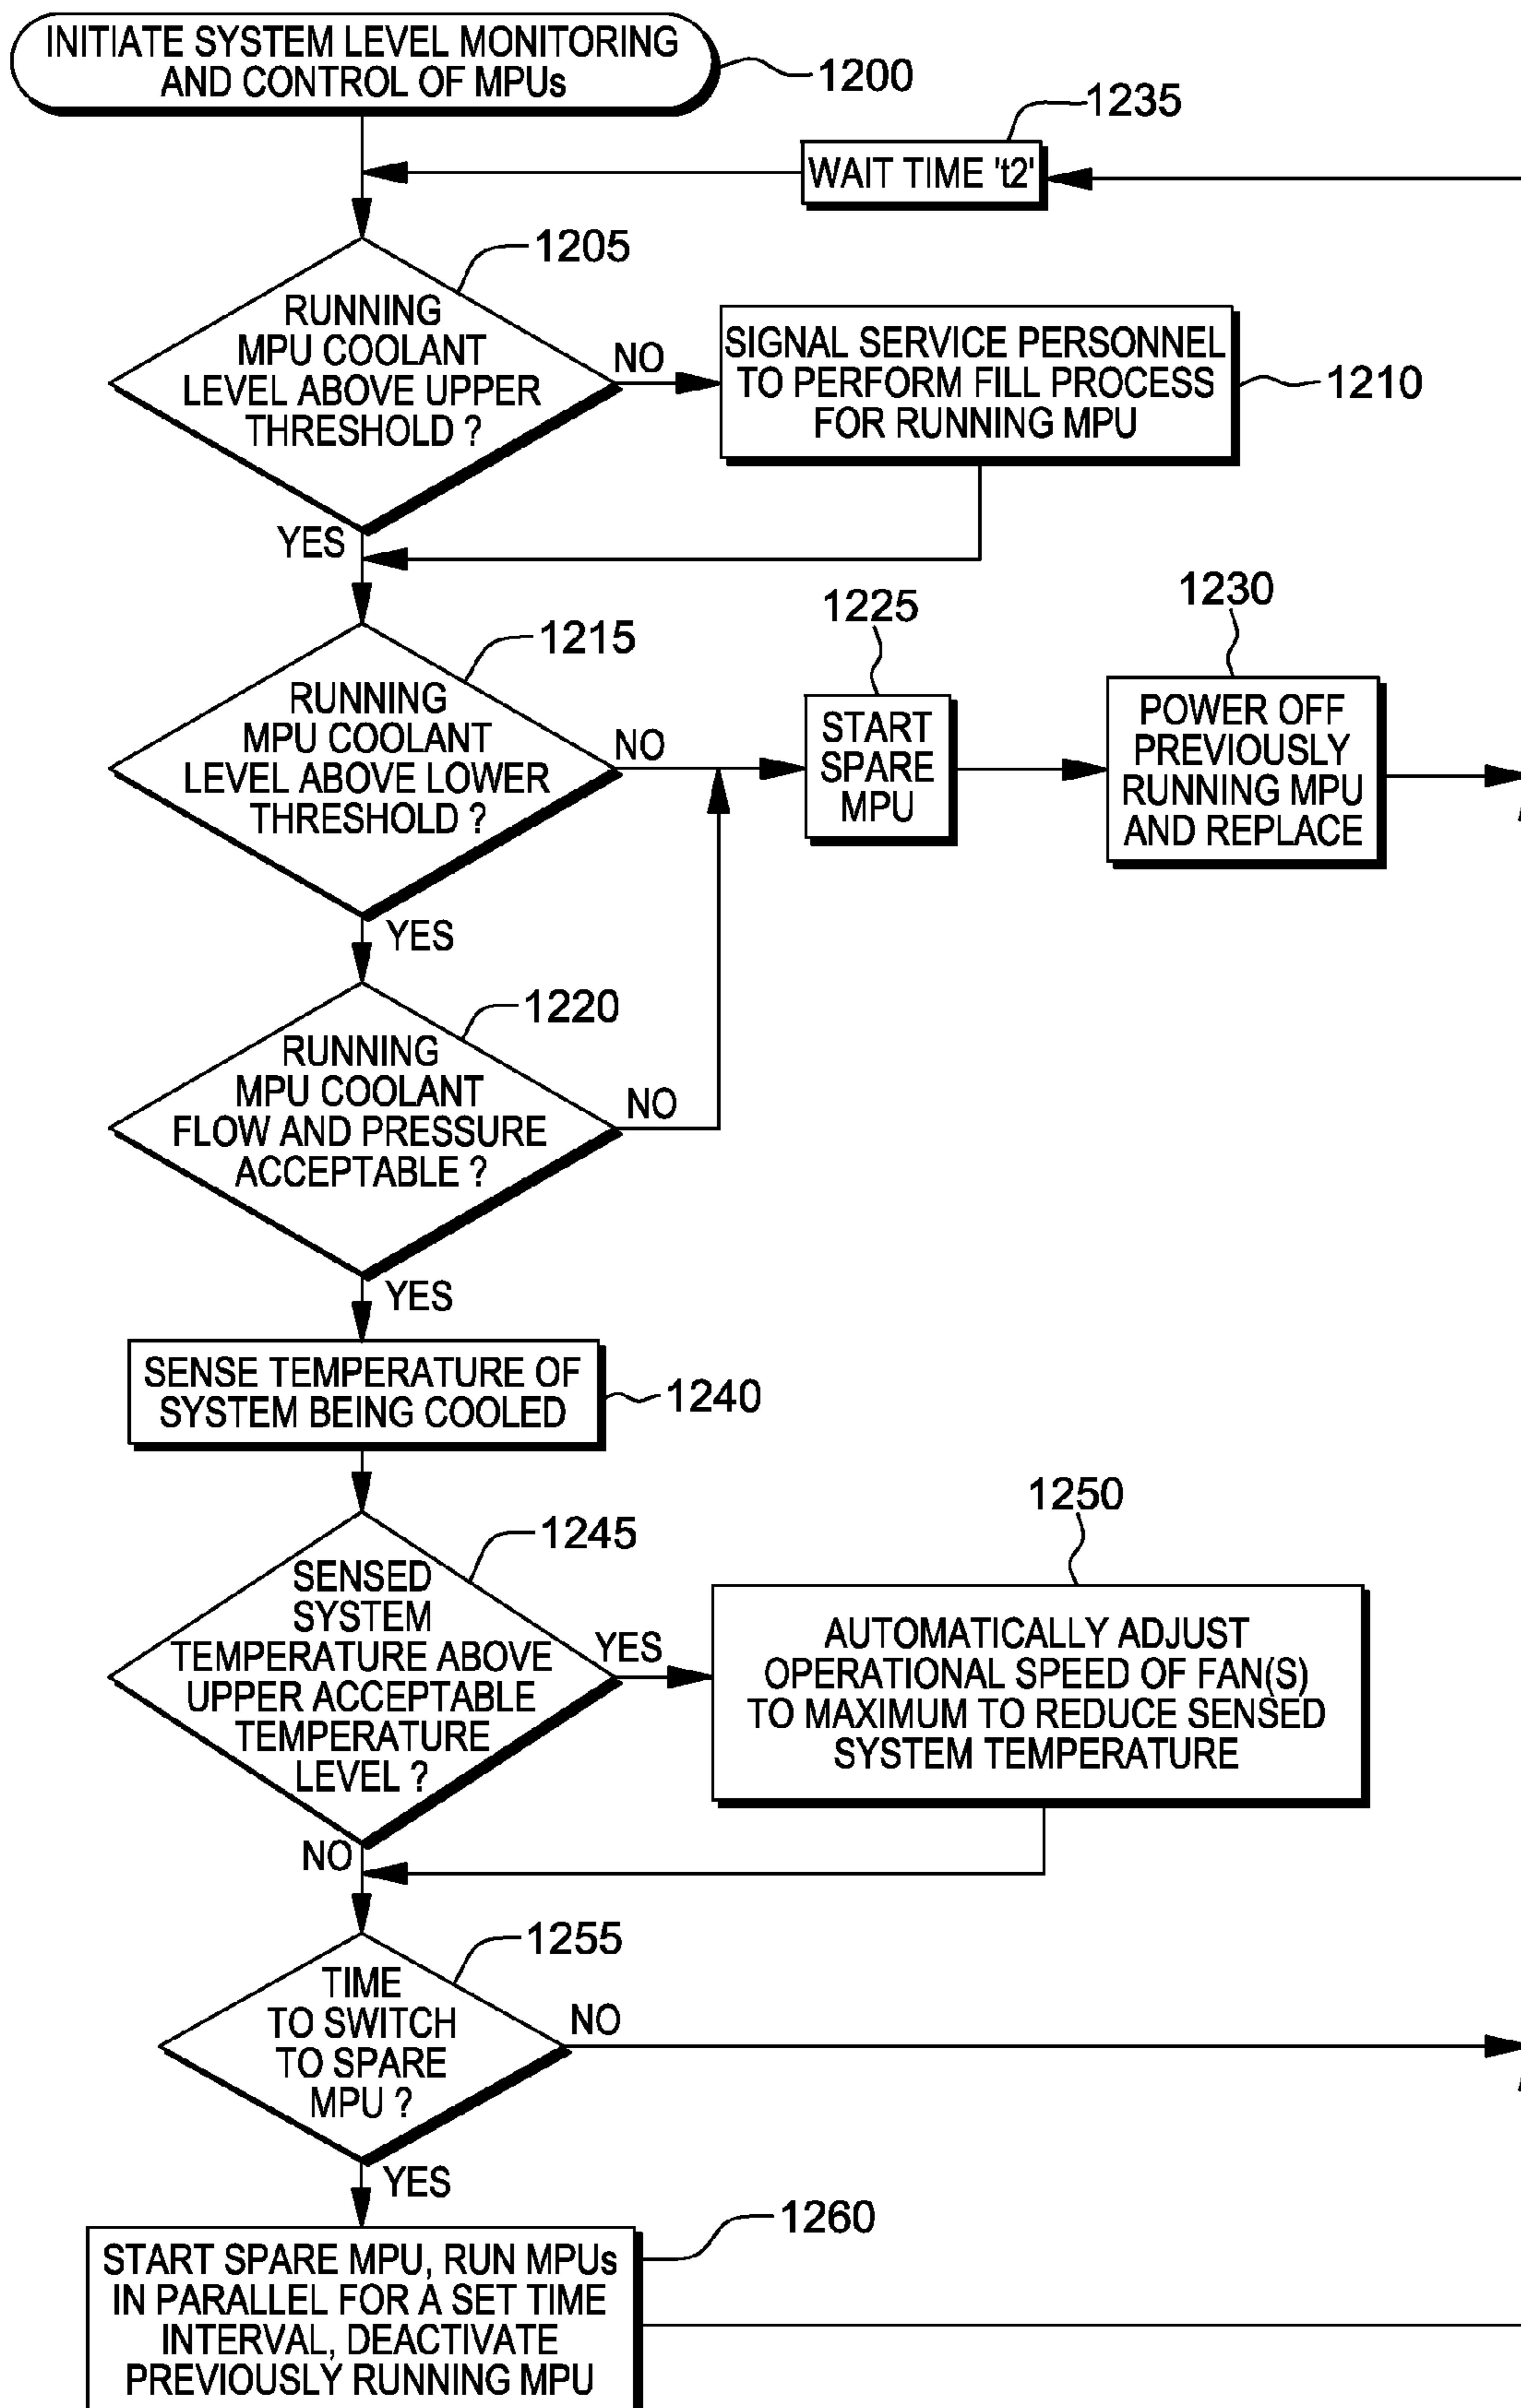 INITIATE SYSTEM LEVEL MONITORING
AND CONTROL OF MPUs
1200
1235
WAIT TIME 't2'
1205
RUNNING
MPU COOLANT
LEVEL ABOVE UPPER
THRESHOLD ?
NO
SIGNAL SERVICE PERSONNEL
TO PERFORM FILL PROCESS
FOR RUNNING MPU
1210
YES
1215
RUNNING
MPU COOLANT
LEVEL ABOVE LOWER
THRESHOLD ?
NO
1225
START
SPARE
MPU
1230
POWER OFF
PREVIOUSLY
RUNNING MPU
AND REPLACE
YES
1220
RUNNING
MPU COOLANT
FLOW AND PRESSURE
ACCEPTABLE ?
NO
YES
SENSE TEMPERATURE OF
SYSTEM BEING COOLED
1240
1245
SENSED
SYSTEM
TEMPERATURE ABOVE
UPPER ACCEPTABLE
TEMPERATURE
LEVEL ?
YES
1250
AUTOMATICALLY ADJUST
OPERATIONAL SPEED OF FAN(S)
TO MAXIMUM TO REDUCE SENSED
SYSTEM TEMPERATURE
NO
1255
TIME
TO SWITCH
TO SPARE
MPU ?
NO
YES
1260
START SPARE MPU, RUN MPUs
IN PARALLEL FOR A SET TIME
INTERVAL, DEACTIVATE
PREVIOUSLY RUNNING MPU